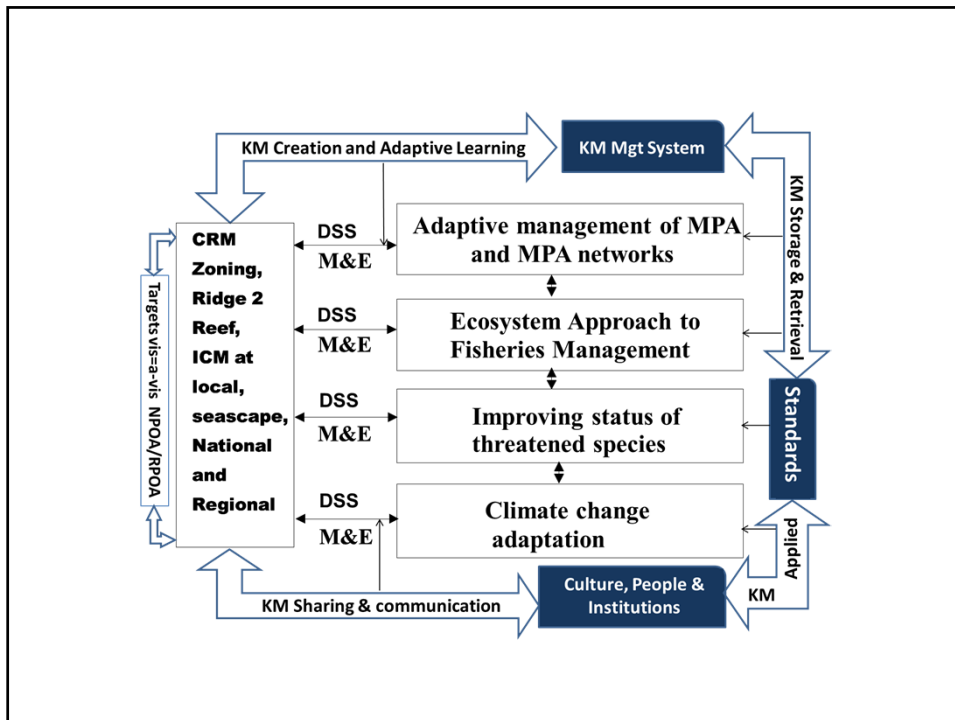 KM Creation and Adaptive Learning
KM Mgt System
KM Storage & Retrieval
Targets vis=a-vis NPOA/RPOA
CRM
Zoning,
Ridge 2
Reef,
ICM at
local,
seascape,
National
and
Regional
DSS
M&E
Adaptive management of MPA
and MPA networks
DSS
M&E
Ecosystem Approach to
Fisheries Management
DSS
M&E
Improving status of
threatened species
DSS
M&E
Climate change
adaptation
Standards
Applied
KM
KM Sharing & communication
Culture, People &
Institutions